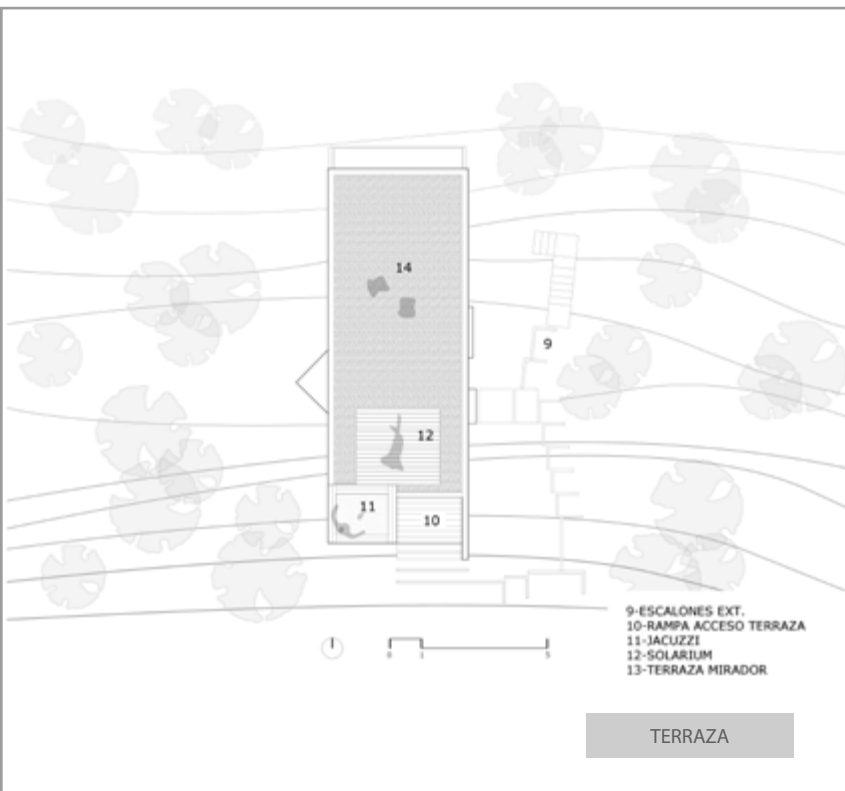 14
9
12
11
10
9-ESCALONES EXT.
10-RAMPA ACCESO TERRAZA
11-JACUZZI
12-SOLARIUM
13-TERRAZA MIRADOR
0 1 5
TERRAZA